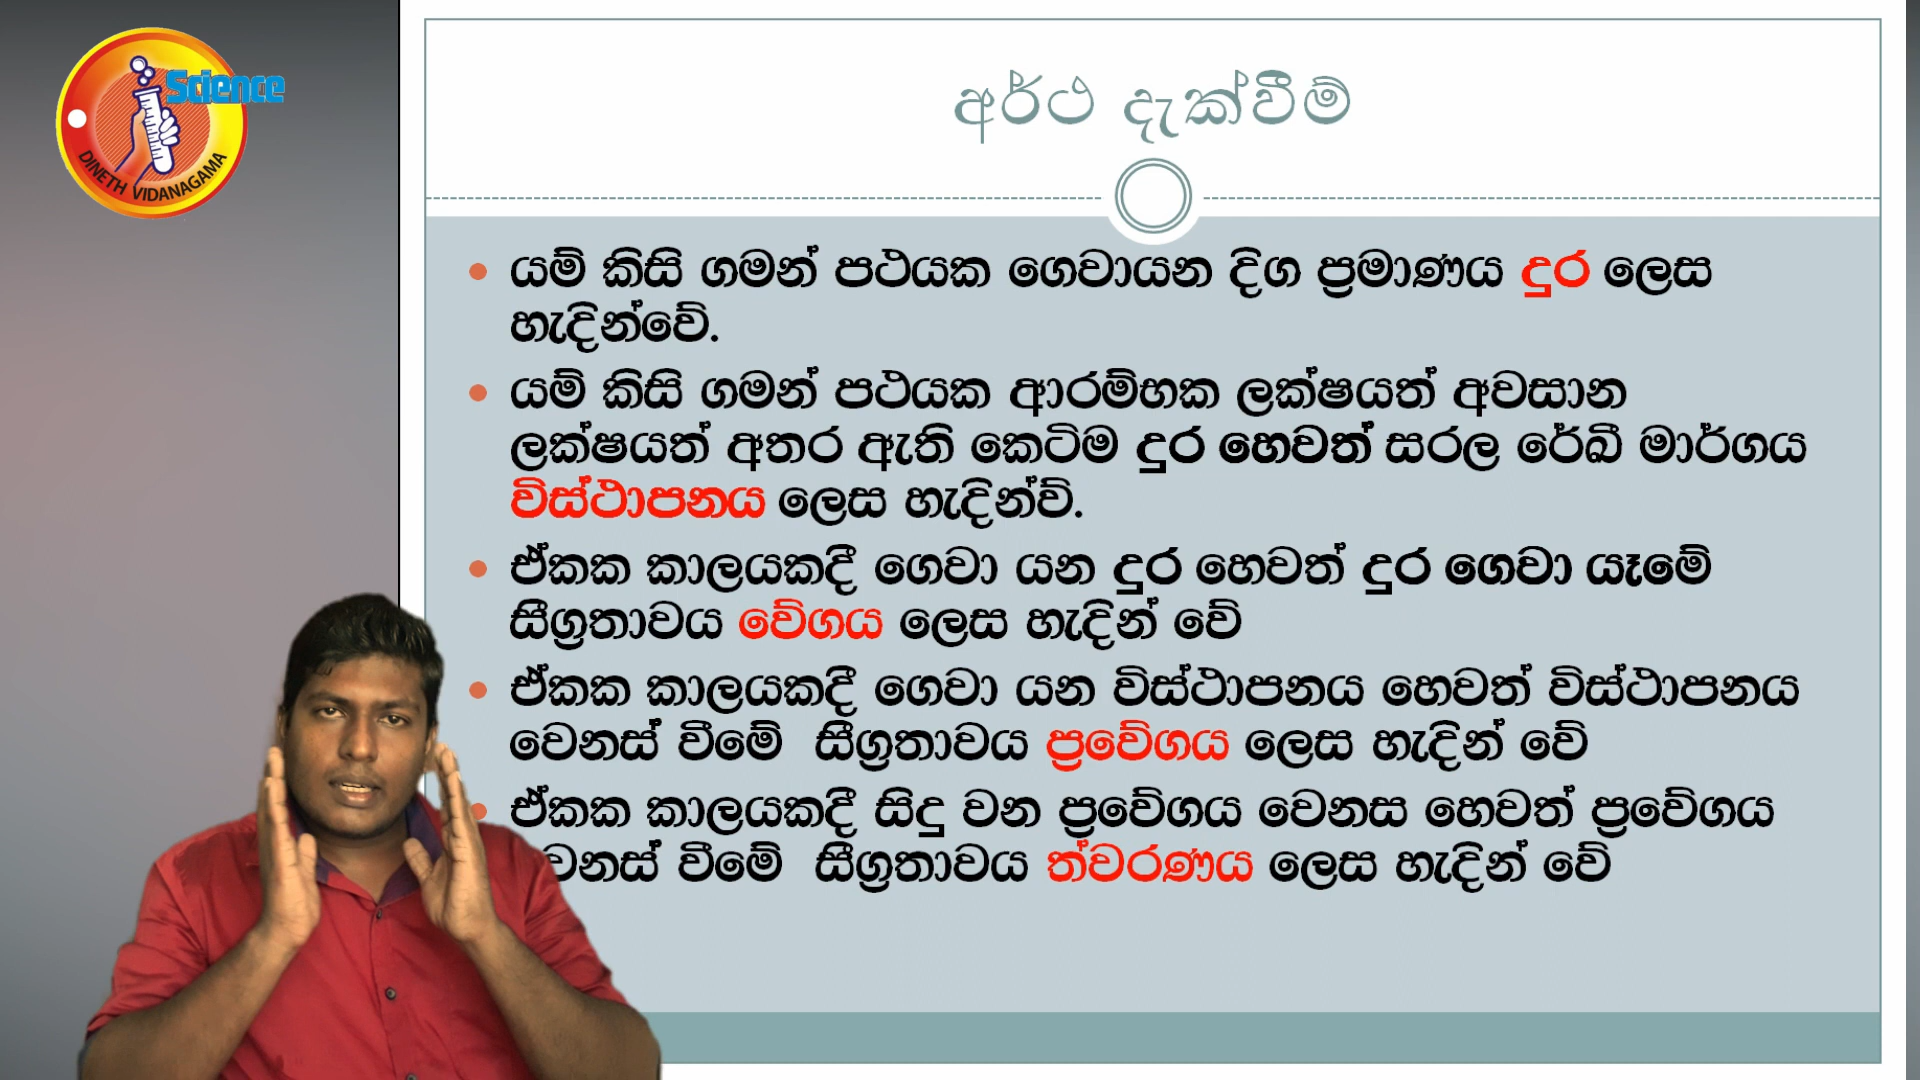 Science
DINETH VIDANAGAMA
අර්ථ දැක්වීම්
යම් කිසි ගමන් පථයක ගෙවායන දිග ප්‍රමාණය දුර ලෙස
හැදින්වේ.
යම් කිසි ගමන් පථයක ආරම්භක ලක්ෂයත් අවසාන
ලක්ෂයත් අතර ඇති කෙටිම දුර හෙවත් සරල රේඛී මාර්ගය
විස්ථාපනය ලෙස හැදින්වි.
ඒකක කාලයකදී ගෙවා යන දුර හෙවත් දුර ගෙවා යෑමේ
සීග්‍රතාවය වේගය ලෙස හැදින් වේ
ඒකක කාලයකදී ගෙවා යන විස්ථාපනය හෙවත් විස්ථාපනය
වෙනස් වීමේ සීග්‍රතාවය ප්‍රවේගය ලෙස හැදින් වේ
ඒකක කාලයකදී සිදු වන ප්‍රවේගය වෙනස හෙවත් ප්‍රවේගය
වෙනස් වීමේ සීග්‍රතාවය ත්වරණය ලෙස හැදින් වේ